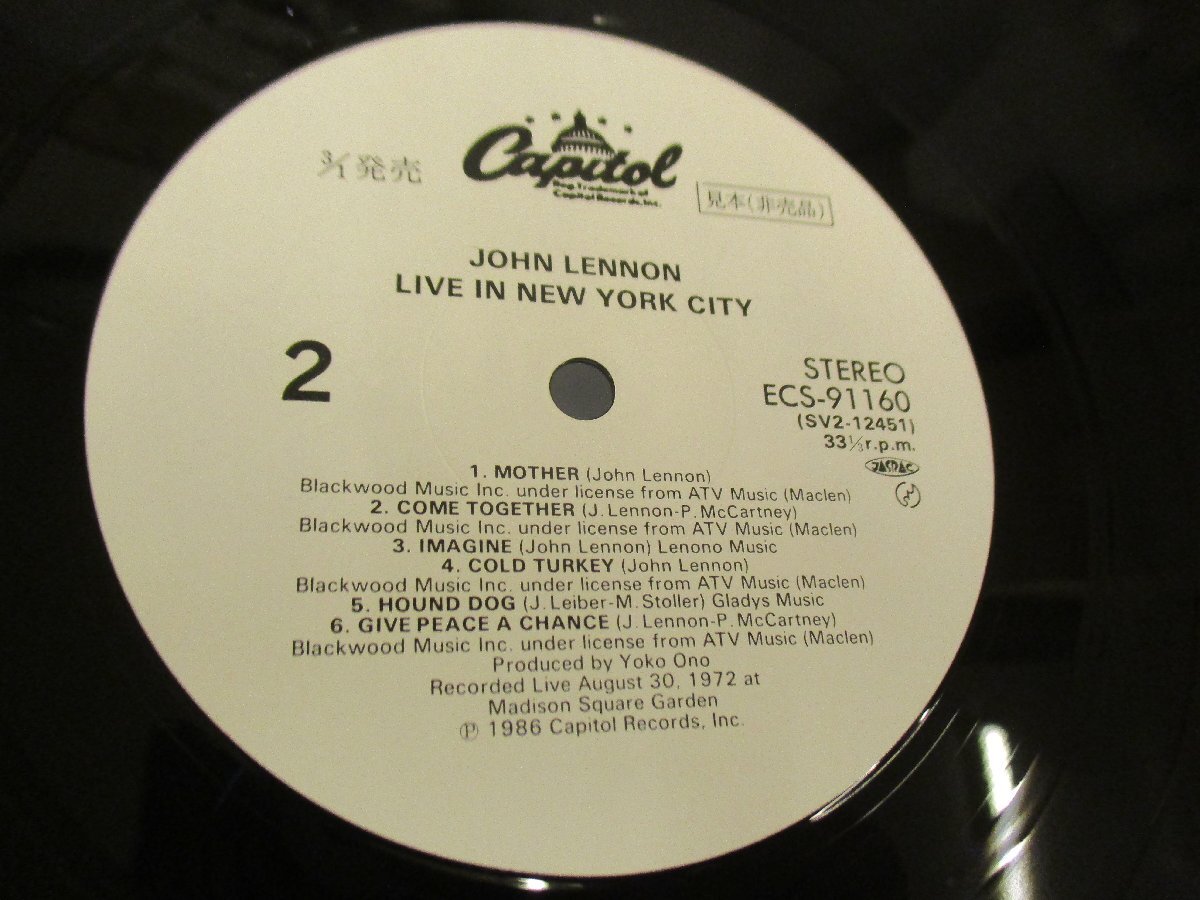 3/1 発売
Capitol
Reg. Trademark of
Capitol Records, Inc.
見本(非売品)
JOHN LENNON
LIVE IN NEW YORK CITY
2
STEREO
ECS-91160
(SV2-12451)
33⅓ r.p.m.
JASRAC
1. MOTHER (John Lennon)
Blackwood Music Inc. under license from ATV Music (Maclen)
2. COME TOGETHER (J. Lennon-P. McCartney)
Blackwood Music Inc. under license from ATV Music (Maclen)
3. IMAGINE (John Lennon) Lenono Music
4. COLD TURKEY (John Lennon)
Blackwood Music Inc. under license from ATV Music (Maclen)
5. HOUND DOG (J. Leiber-M. Stoller) Gladys Music
6. GIVE PEACE A CHANCE (J. Lennon-P. McCartney)
Blackwood Music Inc. under license from ATV Music (Maclen)
Produced by Yoko Ono
Recorded Live August 30, 1972 at
Madison Square Garden
℗ 1986 Capitol Records, Inc.